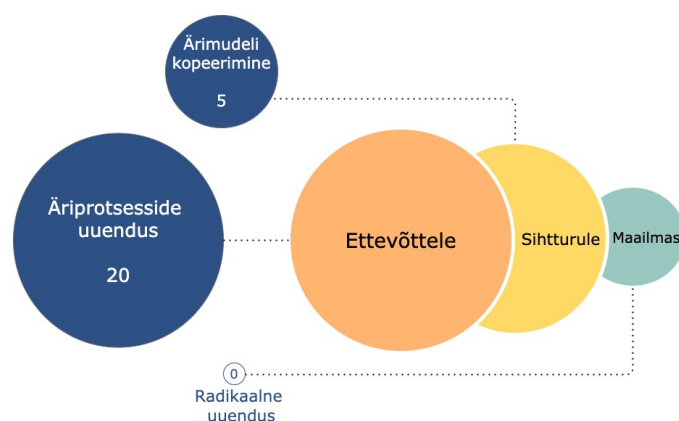 Ärimudeli
kopeerimine
5
Äriprotsesside
uuendus
20
Ettevõttele
Sihtturule
Maailmas
0
Radikaalne
uuendus